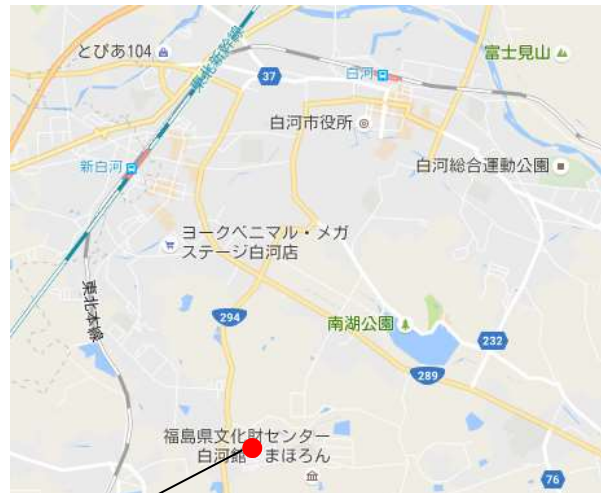 とぴあ104
東北新幹線
富士見山
37
白河
白河市役所
新白河
白河総合運動公園
ヨークベニマル・メガ
ステージ白河店
東北本線
294
南湖公園
232
289
福島県文化財センター
白河館 まほろん
76